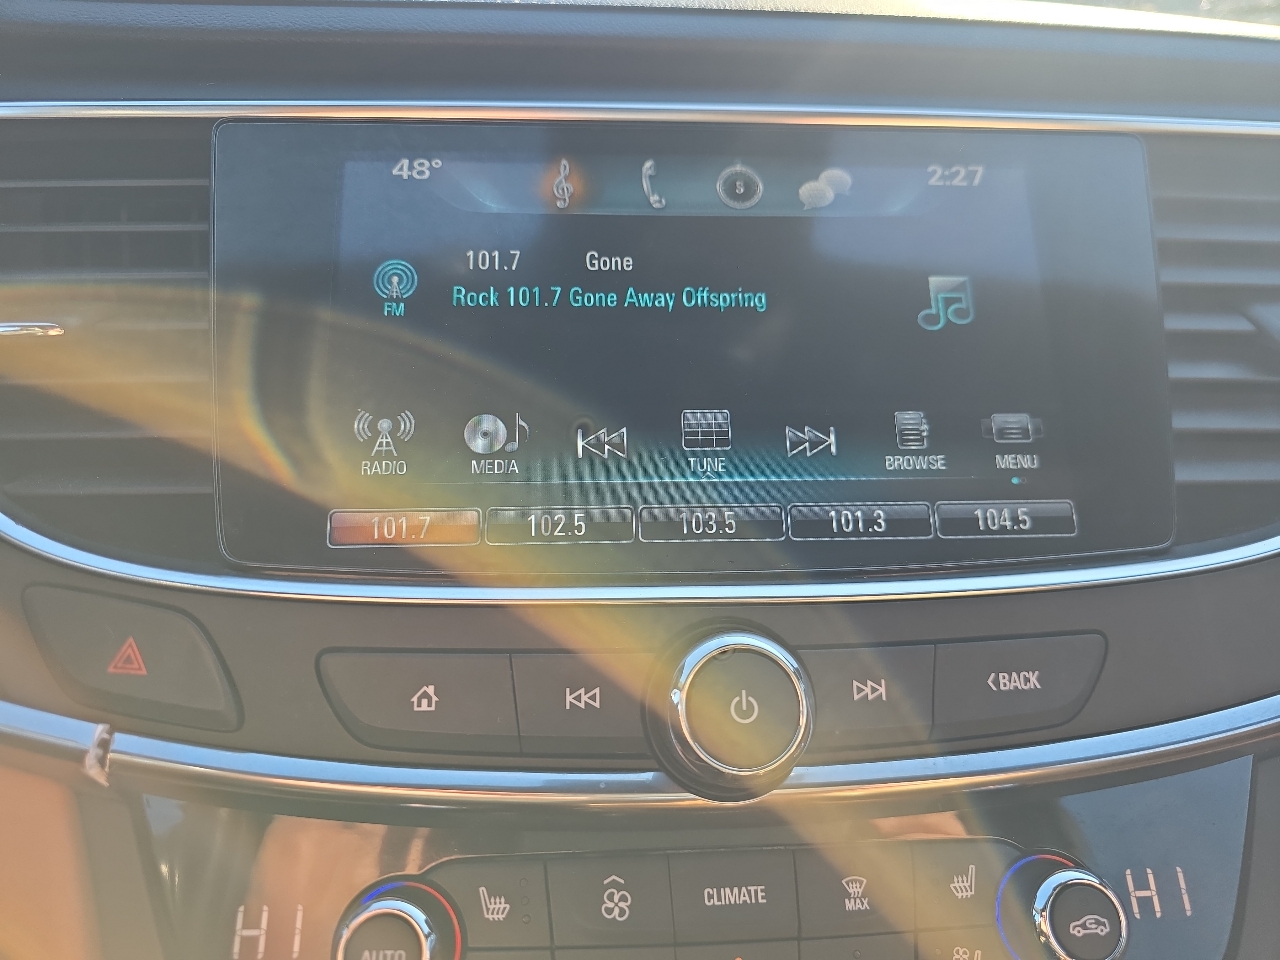 48° S 2:27
101.7 Gone
FM Rock 101.7 Gone Away Offspring
RADIO MEDIA TUNE BROWSE MENU
101.7 102.5 103.5 101.3 104.5
<BACK
CLIMATE MAX
HI AUTO HI